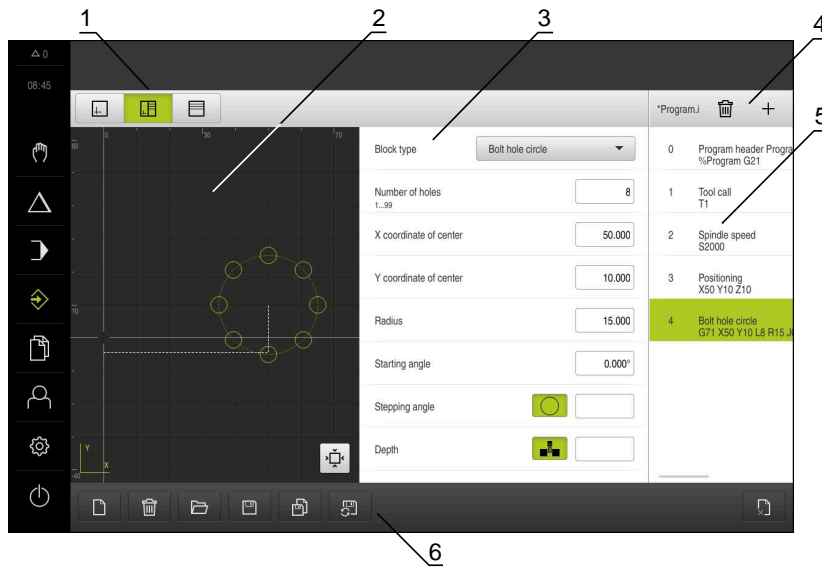 1
2
3
4
5
0
08:45
*Program.i
60
0
30
70
10
-40
Y
X
Block type
Bolt hole circle
Number of holes
1...99
8
X coordinate of center
50.000
Y coordinate of center
10.000
Radius
15.000
Starting angle
0.000°
Stepping angle
Depth
0 Program header Progra
%Program G21
1 Tool call
T1
2 Spindle speed
S2000
3 Positioning
X50 Y10 Z10
4 Bolt hole circle
G71 X50 Y10 L8 R15 J
6